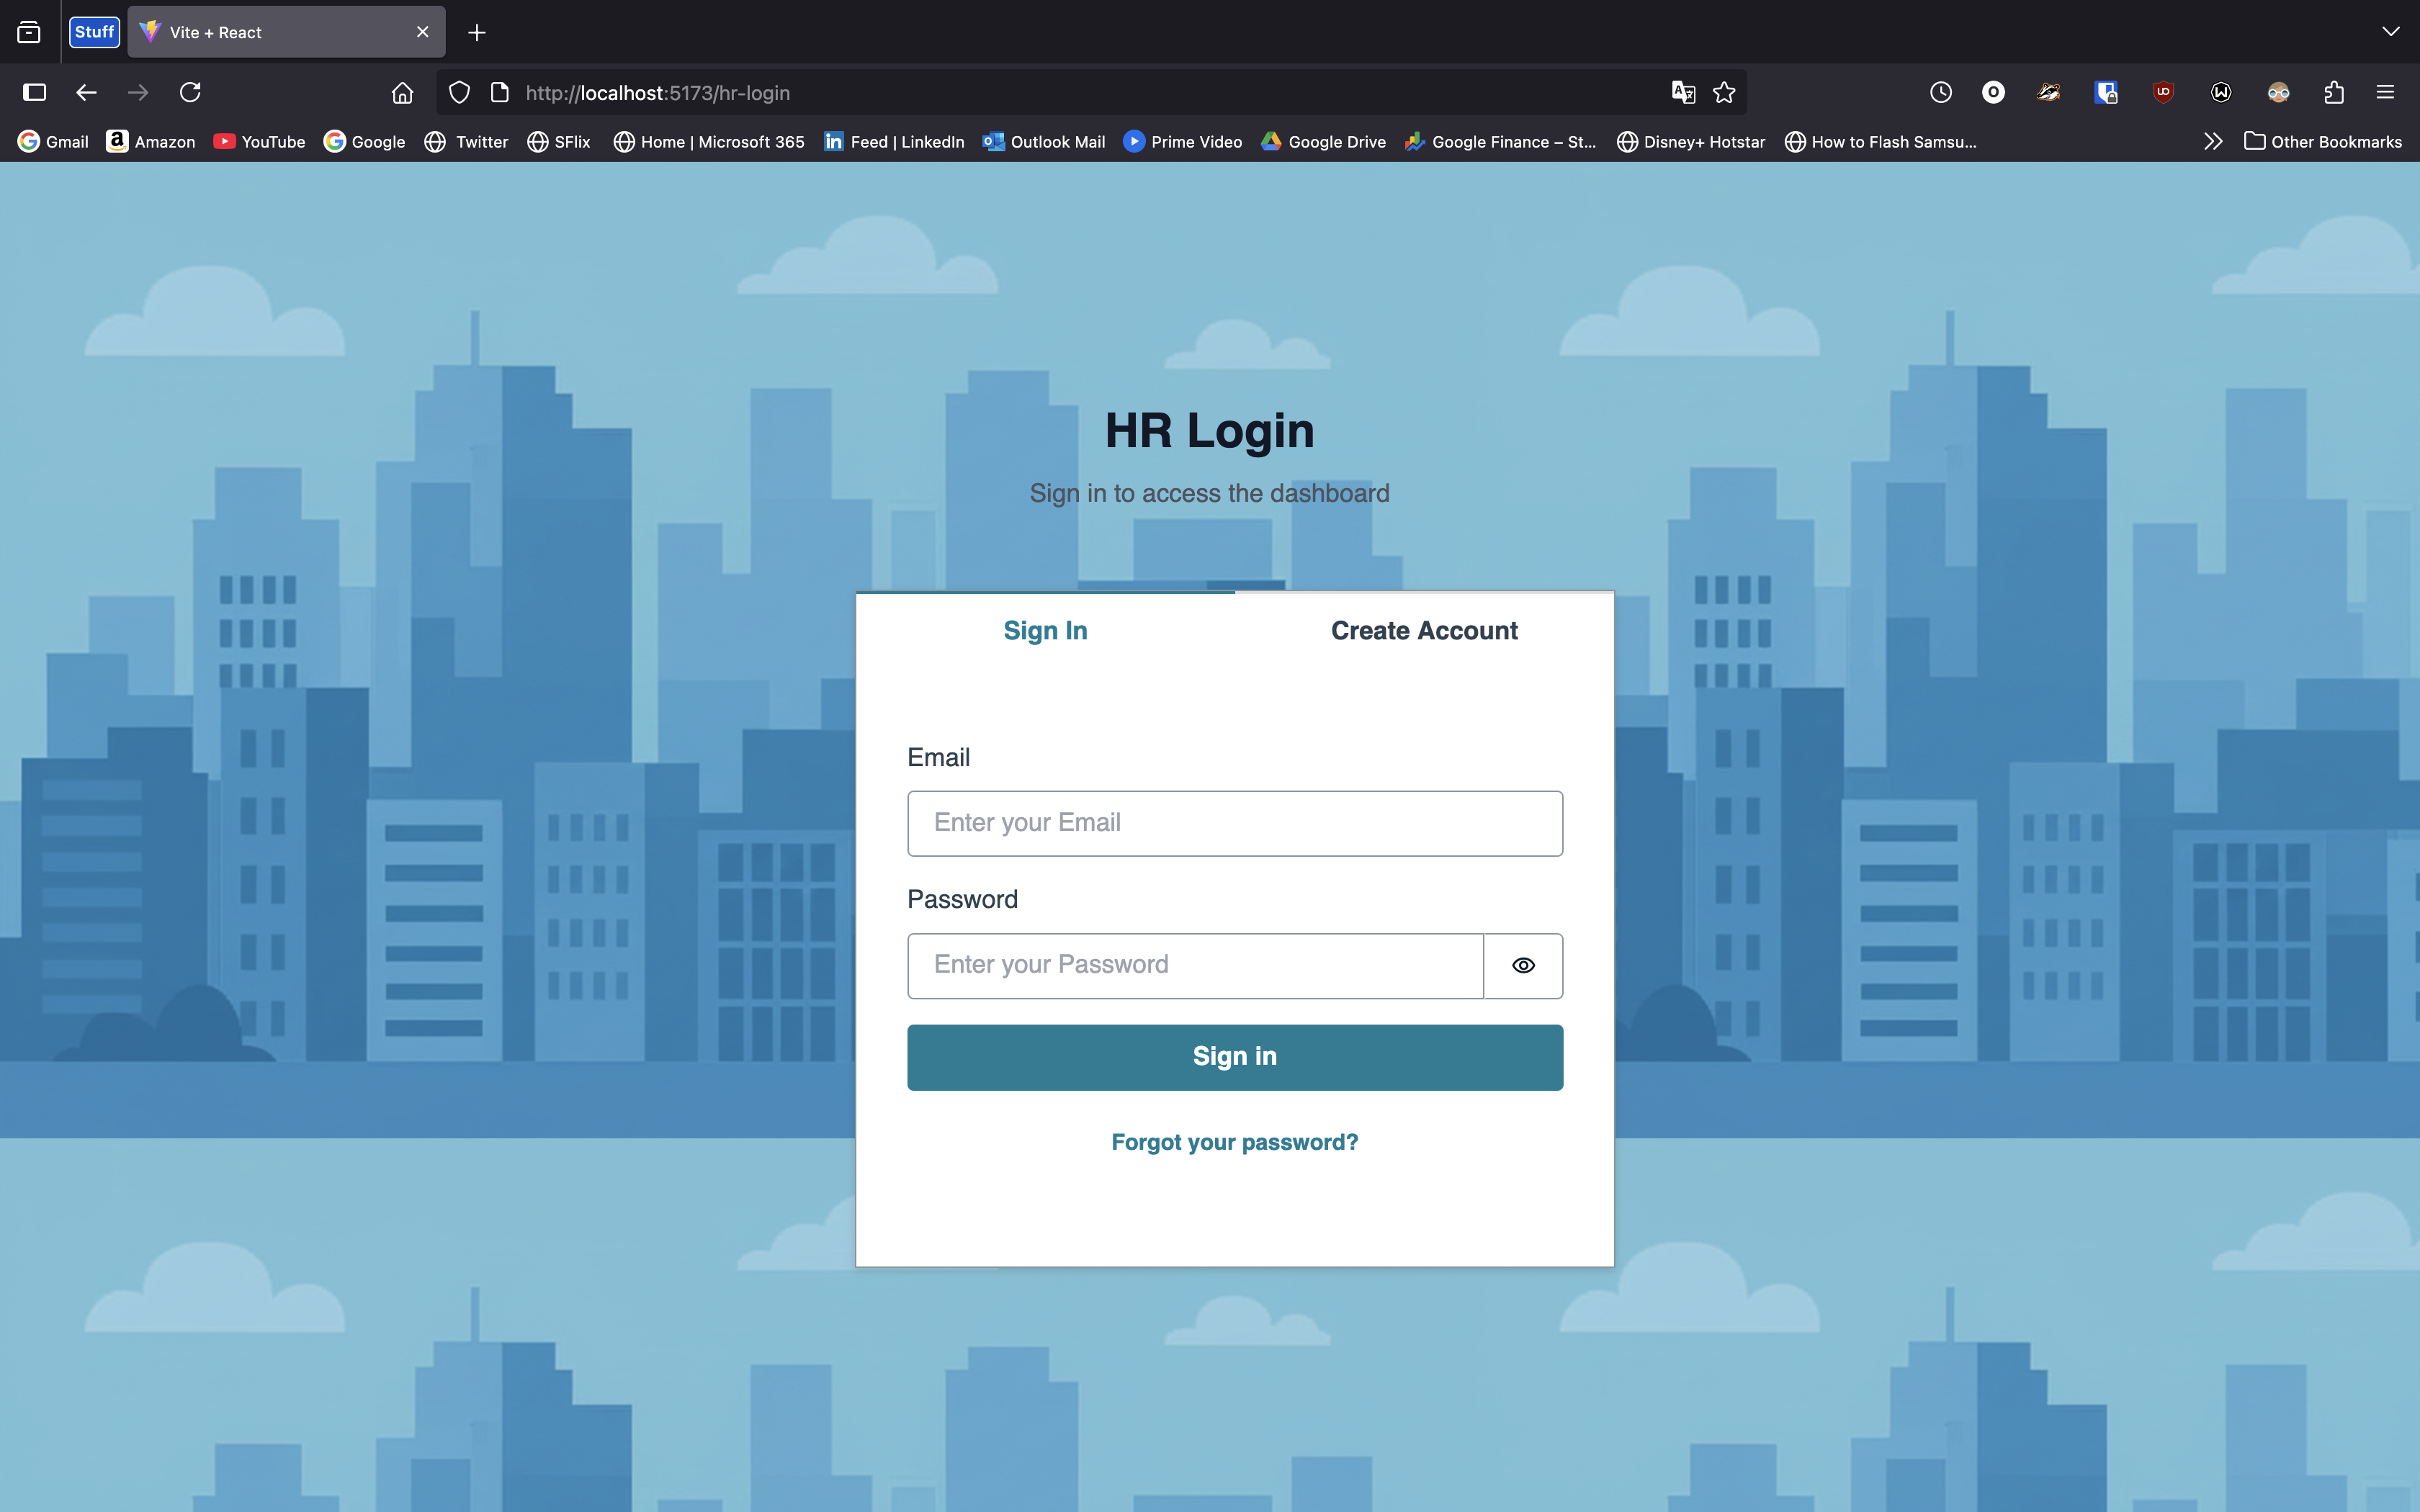 Stuff Vite + React
http://localhost:5173/hr-login
Gmail Amazon YouTube Google Twitter SFlix Home | Microsoft 365 Feed | LinkedIn Outlook Mail Prime Video Google Drive Google Finance – St... Disney+ Hotstar How to Flash Samsu... Other Bookmarks
HR Login
Sign in to access the dashboard
Sign In Create Account
Email
Enter your Email
Password
Enter your Password
Sign in
Forgot your password?